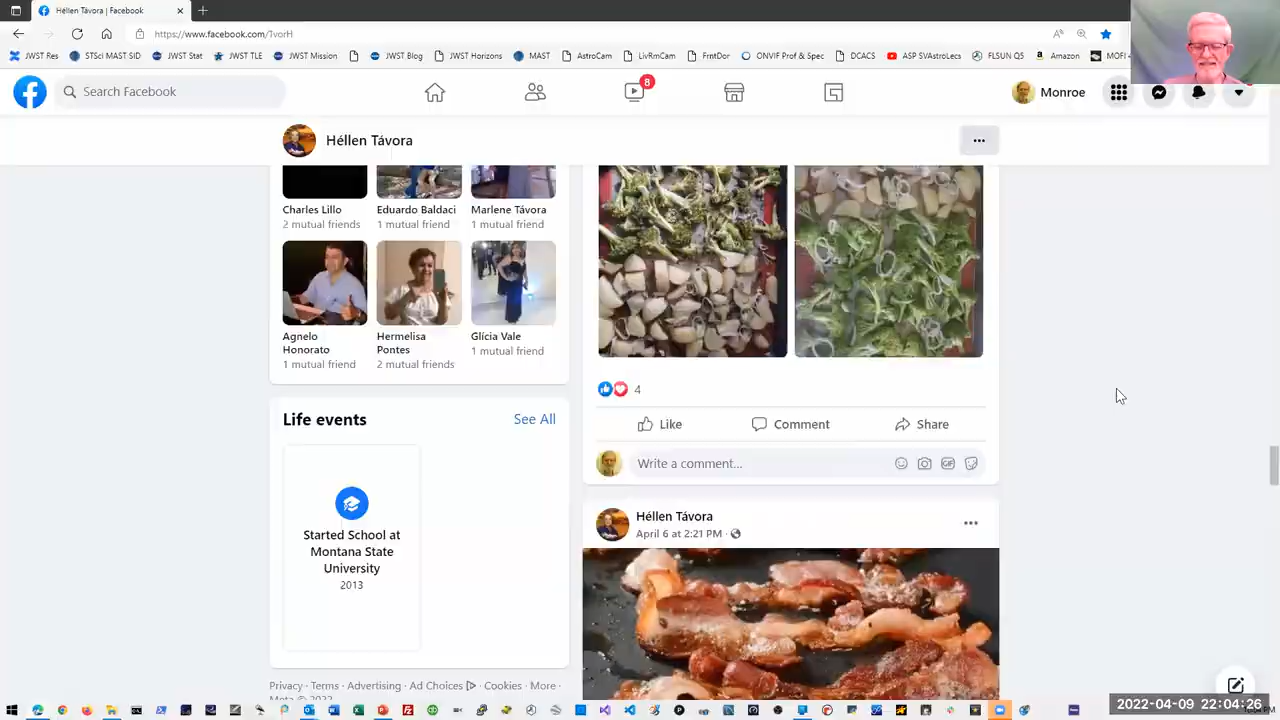 Héllen Távora | Facebook
https://www.facebook.com/TvorH
JWST Res
STSci MAST SID
JWST Stat
JWST TLE
JWST Mission
JWST Blog
JWST Horizons
MAST
AstroCam
LivRmCam
FrntDor
ONVIF Prof & Spec
DCACS
ASP SVAstroLecs
FLSUN Q5
Amazon
MOFI
Search Facebook
8
Monroe
Héllen Távora
Charles Lillo
2 mutual friends
Eduardo Baldaci
1 mutual friend
Marlene Távora
1 mutual friend
Agnelo
Honorato
1 mutual friend
Hermelisa
Pontes
2 mutual friends
Glícia Vale
1 mutual friend
Life events
See All
Started School at
Montana State
University
2013
Privacy · Terms · Advertising · Ad Choices · Cookies · More ·
Meta © 2022
4
Like
Comment
Share
Write a comment...
GIF
Héllen Távora
April 6 at 2:21 PM ·
2022-04-09 22:04:26